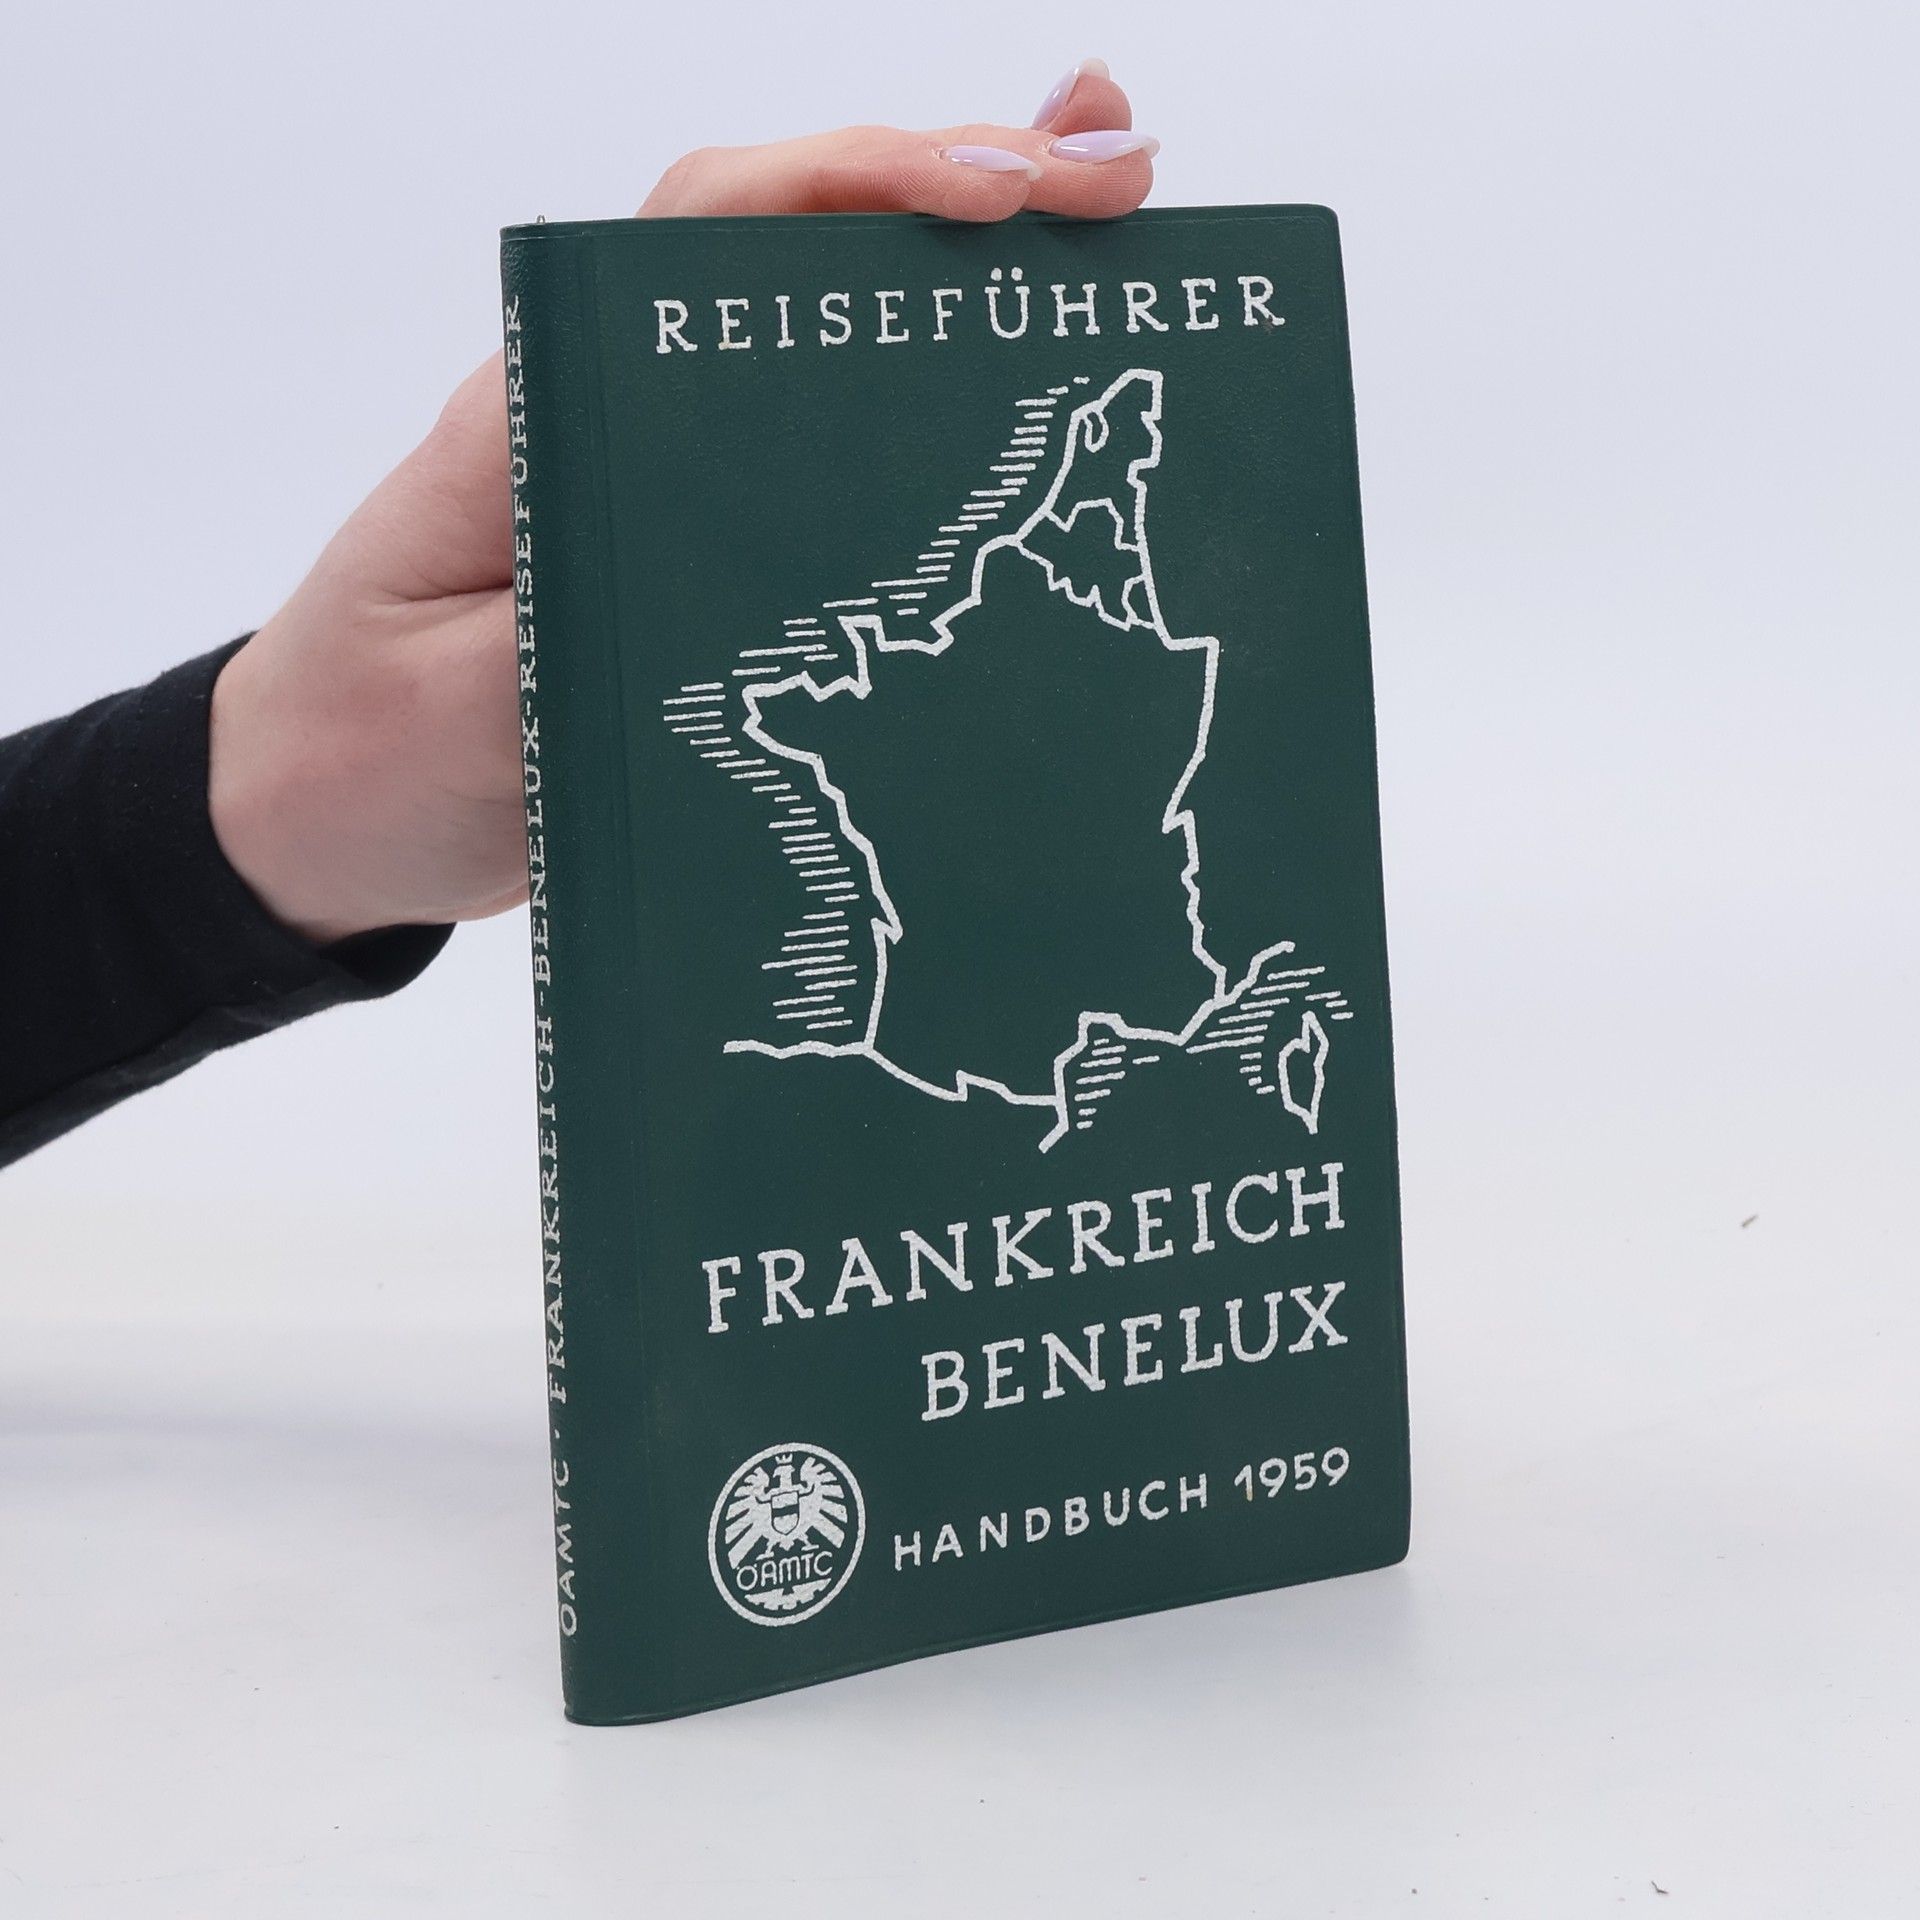 REISEFÜHRER
FRANKREICH
BENELUX
HANDBUCH 1959
ÖAMTC
ÖAMTC · FRANKREICH-BENELUX-REISEFÜHRER